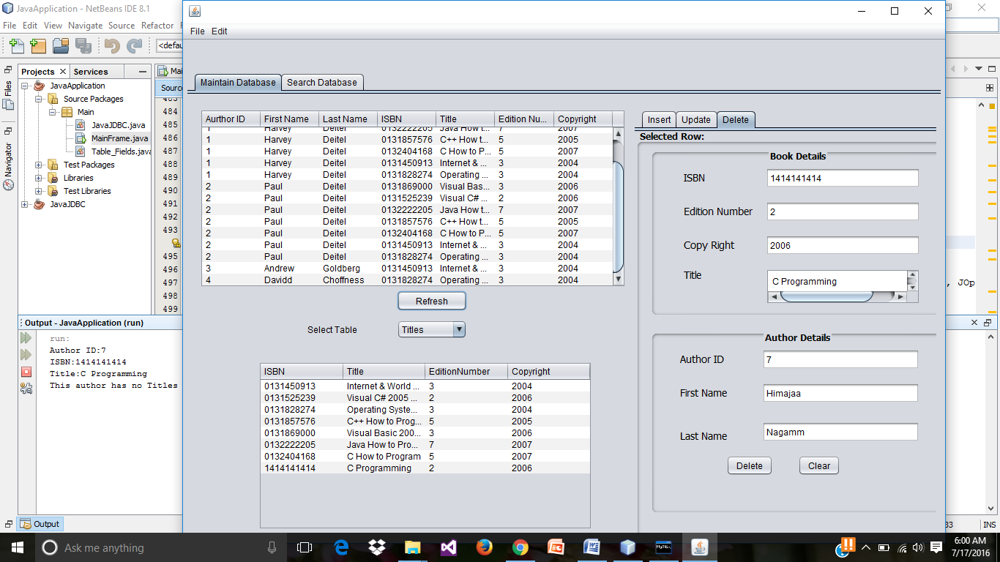 JavaApplication - NetBeans IDE 8.1
File Edit View Navigate Source Refactor
<defau
Projects Services
Files
Navigator
JavaApplication
Source Packages
Main
JavaJDBC.java
MainFrame.java
Table_Fields.java
Test Packages
Libraries
Test Libraries
JavaJDBC
Mai
Source
484
485
486
487
488
489
490
491
492
493
495
496
497
498
499
Output - JavaApplication (run)
run:
Author ID:7
ISBN:1414141414
Title:C Programming
This author has no Titles
Output
File Edit
Maintain Database Search Database
Aurthor ID First Name Last Name ISBN Title Edition Nu... Copyright
1 Harvey Deitel 0132222205 Java How t... 7 2007
1 Harvey Deitel 0131857576 C++ How t... 5 2005
1 Harvey Deitel 0132404168 C How to P... 5 2007
1 Harvey Deitel 0131450913 Internet & ... 3 2004
1 Harvey Deitel 0131828274 Operating ... 3 2004
2 Paul Deitel 0131869000 Visual Bas... 3 2006
2 Paul Deitel 0131525239 Visual C# ... 2 2006
2 Paul Deitel 0132222205 Java How t... 7 2007
2 Paul Deitel 0131857576 C++ How t... 5 2005
2 Paul Deitel 0132404168 C How to P... 5 2007
2 Paul Deitel 0131450913 Internet & ... 3 2004
2 Paul Deitel 0131828274 Operating ... 3 2004
3 Andrew Goldberg 0131450913 Internet & ... 3 2004
4 Davidd Choffness 0131828274 Operating ... 3 2004
Refresh
Select Table Titles
ISBN Title EditionNumber Copyright
0131450913 Internet & World ... 3 2004
0131525239 Visual C# 2005 ... 2 2006
0131828274 Operating Syste... 3 2004
0131857576 C++ How to Prog... 5 2005
0131869000 Visual Basic 200... 3 2006
0132222205 Java How to Pro... 7 2007
0132404168 C How to Program 5 2007
1414141414 C Programming 2 2006
Insert Update Delete
Selected Row:
Book Details
ISBN 1414141414
Edition Number 2
Copy Right 2006
Title C Programming
Author Details
Author ID 7
First Name Himajaa
Last Name Nagamm
Delete Clear
, JOp
33 INS
Ask me anything
MySQL
6:00 AM
7/17/2016